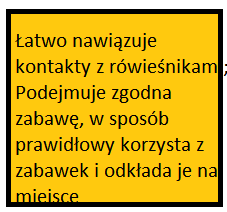 Łatwo nawiązuje
kontakty z rówieśnikam;
Podejmuje zgodna
zabawę, w sposób
prawidłowy korzysta z
zabawek i odkłada je na
miejsce